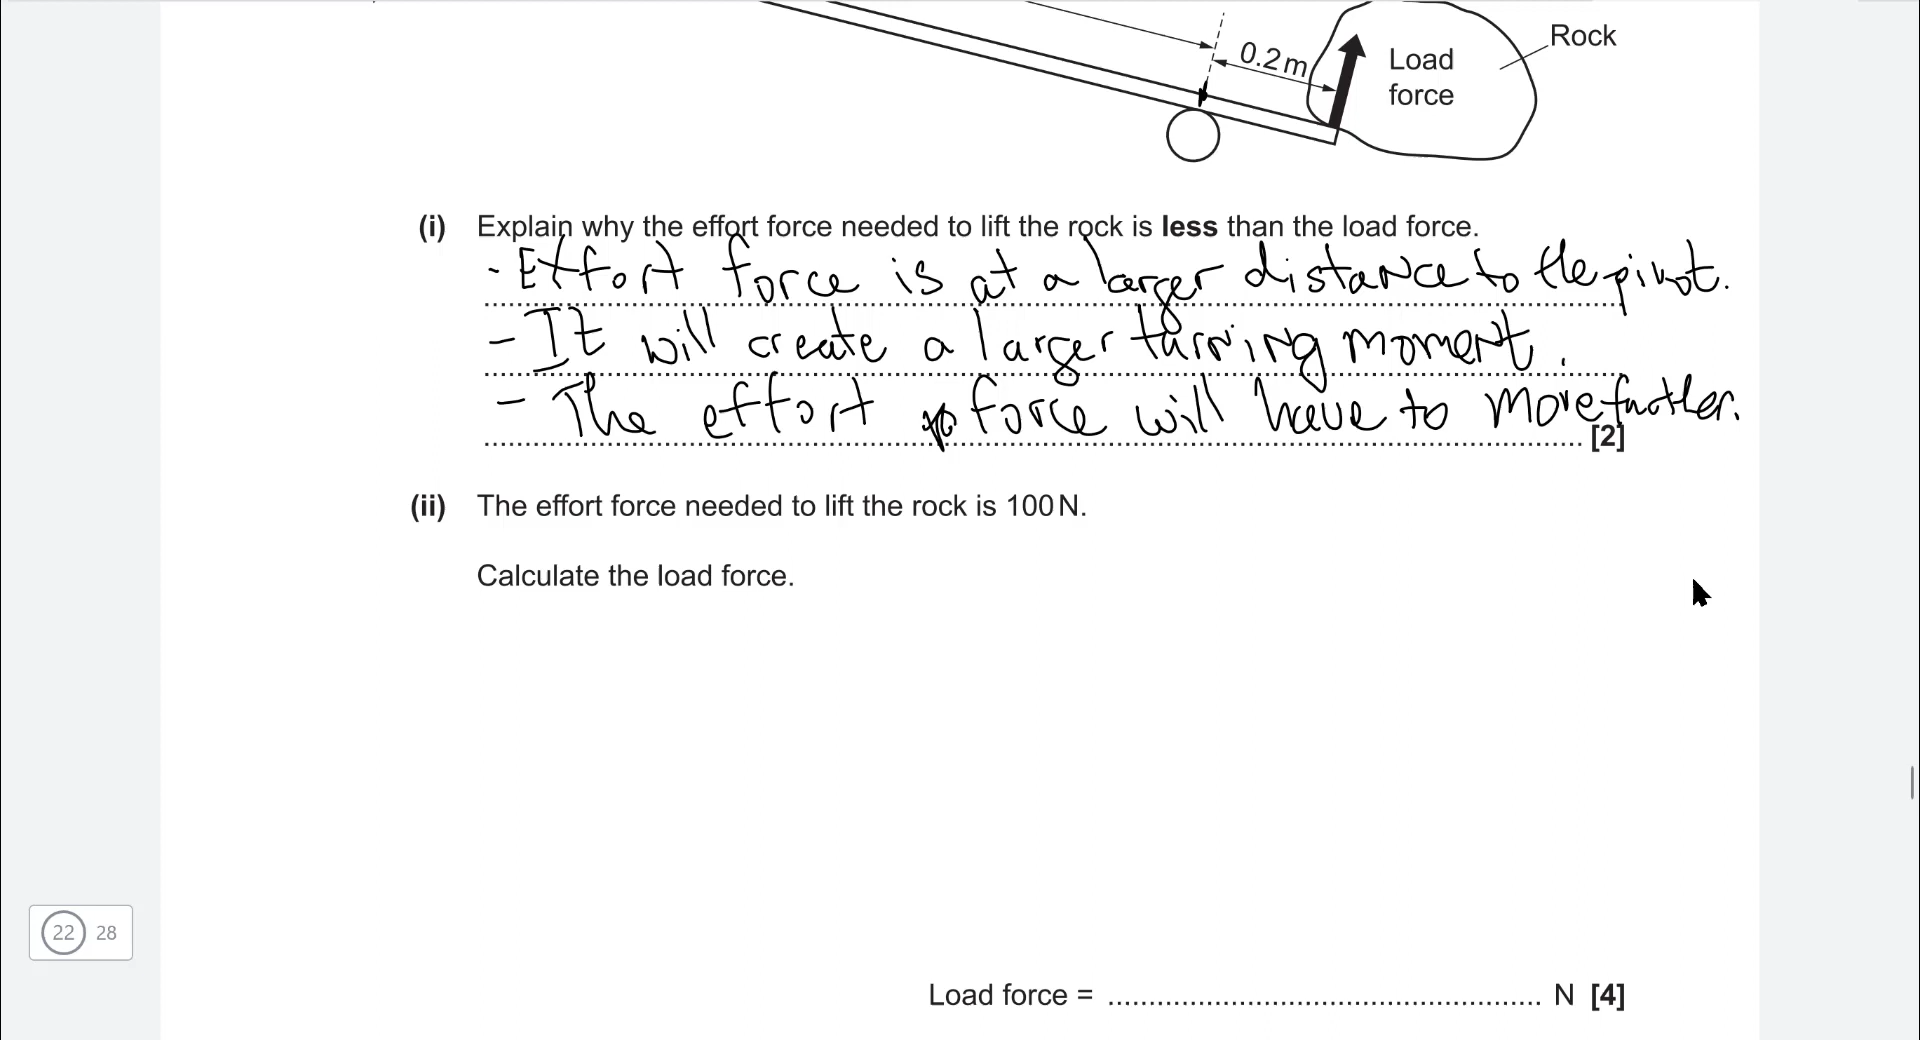 0.2 m
Load
force
Rock
(i) Explain why the effort force needed to lift the rock is less than the load force.
- Effort force is at a larger distance to the pivot.
- It will create a larger turning moment.
- The effort force will have to move further.
[2]
(ii) The effort force needed to lift the rock is 100 N.
Calculate the load force.
22 28
Load force = ...................................................... N [4]